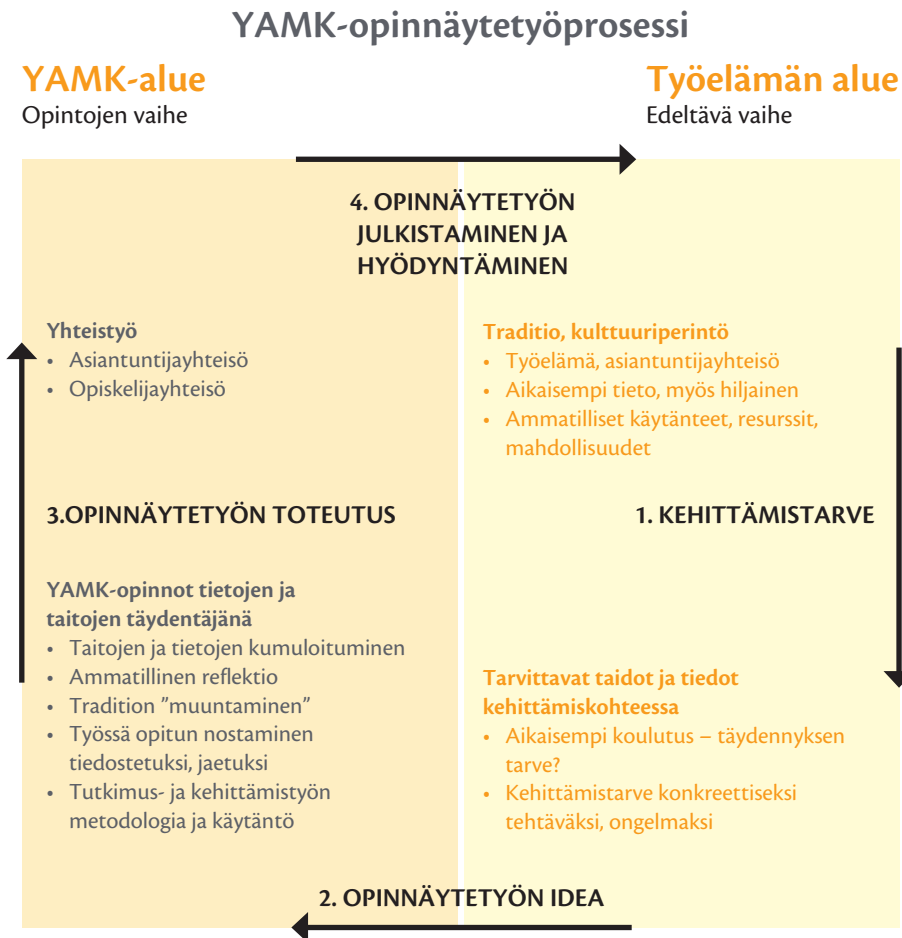 YAMK-opinnäytetyöprosessi
YAMK-alue
Opintojen vaihe
Työelämän alue
Edeltävä vaihe
4. OPINNÄYTETYÖN
JULKISTAMINEN JA
HYÖDYNTÄMINEN
Yhteistyö
• Asiantuntijayhteisö
• Opiskelijayhteisö
Traditio, kulttuuriperintö
• Työelämä, asiantuntijayhteisö
• Aikaisempi tieto, myös hiljainen
• Ammatilliset käytänteet, resurssit,
mahdollisuudet
3.OPINNÄYTETYÖN TOTEUTUS
1. KEHITTÄMISTARVE
YAMK-opinnot tietojen ja
taitojen täydentäjänä
• Taitojen ja tietojen kumuloituminen
• Ammatillinen reflektio
• Tradition ”muuntaminen”
• Työssä opitun nostaminen
tiedostetuksi, jaetuksi
• Tutkimus- ja kehittämistyön
metodologia ja käytäntö
Tarvittavat taidot ja tiedot
kehittämiskohteessa
• Aikaisempi koulutus – täydennyksen
tarve?
• Kehittämistarve konkreettiseksi
tehtäväksi, ongelmaksi
2. OPINNÄYTETYÖN IDEA